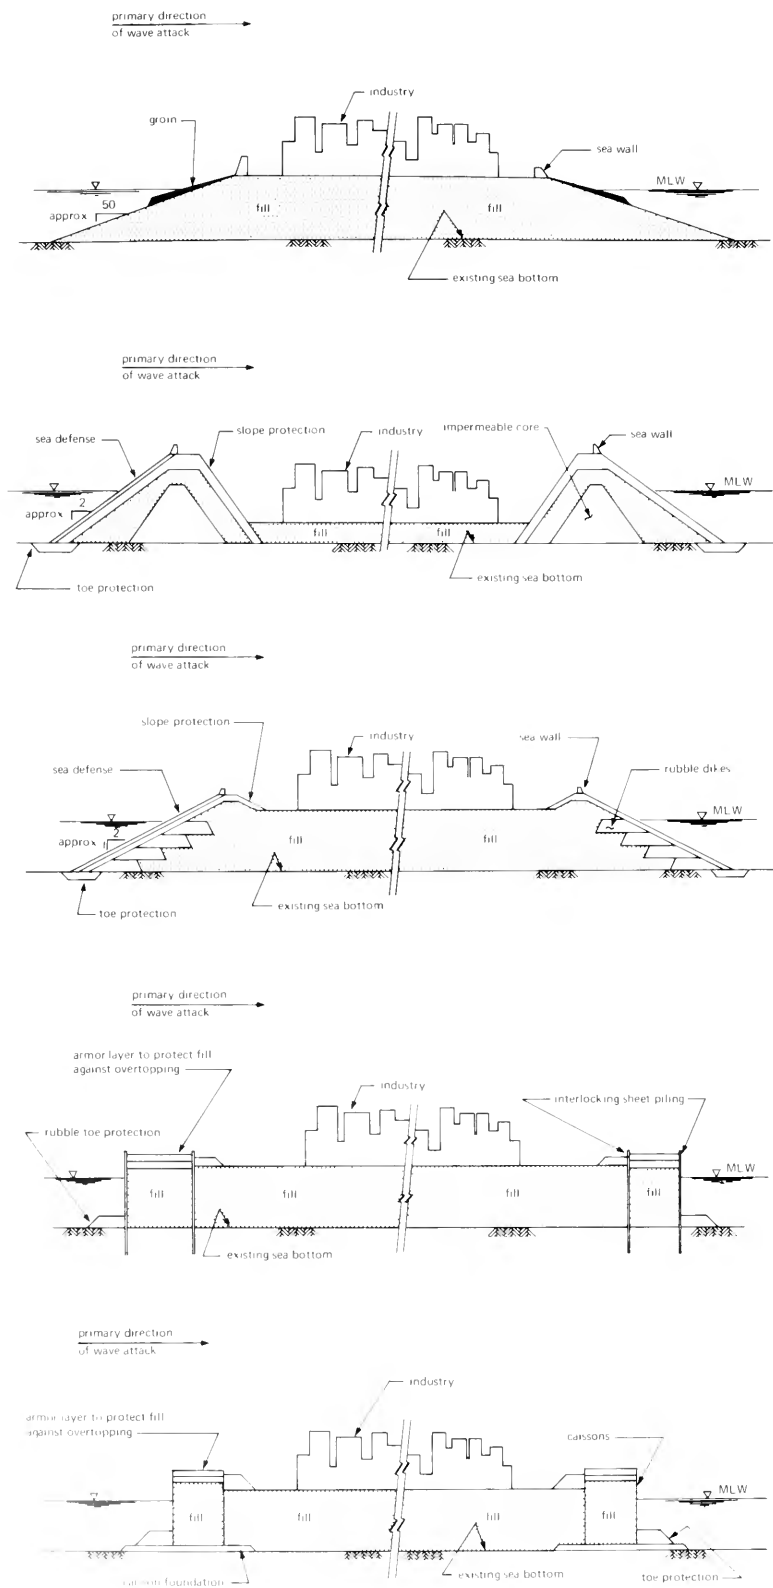 primary direction
of wave attack
industry
groin
sea wall
MLW
50
approx
fill
fill
existing sea bottom
primary direction
of wave attack
sea defense
slope protection
industry
impermeable core
sea wall
MLW
2
approx
fill
fill
existing sea bottom
toe protection
primary direction
of wave attack
slope protection
industry
sea wall
sea defense
rubble dikes
MLW
2
approx
1
fill
fill
existing sea bottom
toe protection
primary direction
of wave attack
armor layer to protect fill
against overtopping
industry
interlocking sheet piling
rubble toe protection
MLW
fill
fill
fill
fill
existing sea bottom
primary direction
of wave attack
industry
armor layer to protect fill
against overtopping
caissons
MLW
fill
fill
fill
fill
existing sea bottom
caisson foundation
toe protection